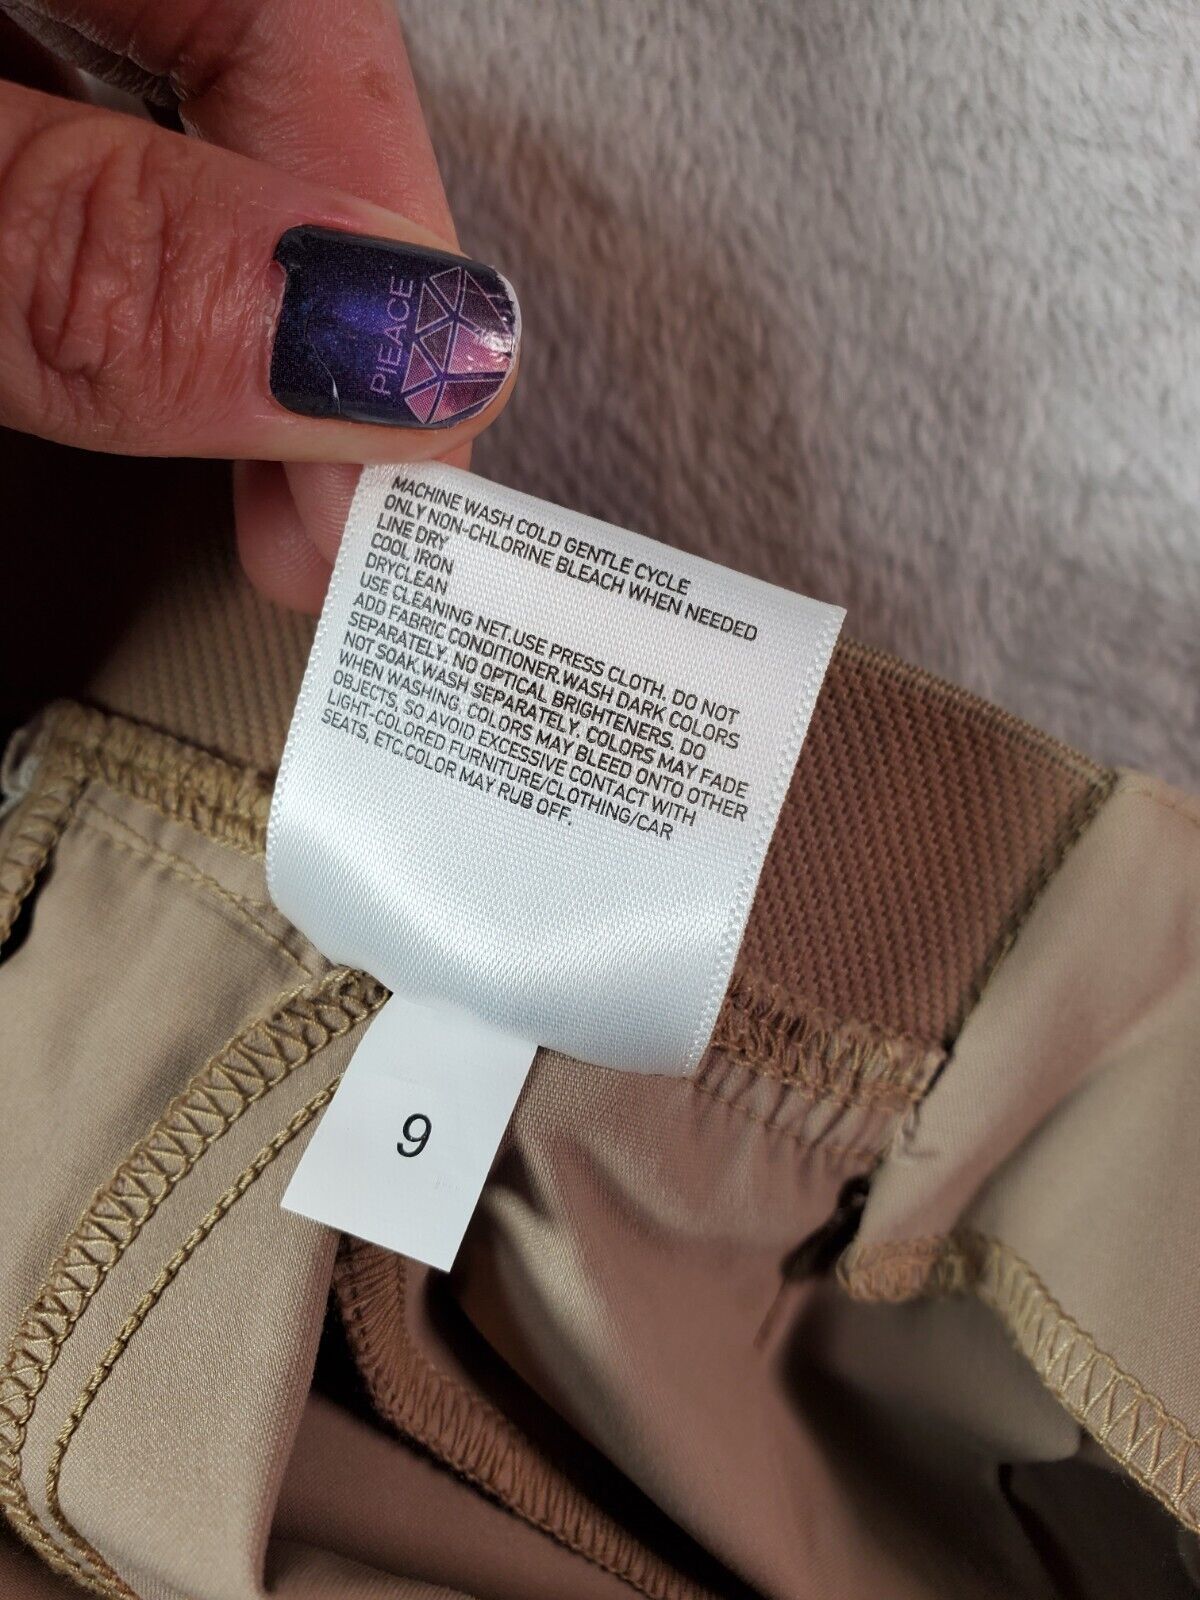 PIEACE
MACHINE WASH COLD GENTLE CYCLE
ONLY NON-CHLORINE BLEACH WHEN NEEDED
LINE DRY
COOL IRON
DRYCLEAN
USE CLEANING NET.USE PRESS CLOTH. DO NOT
ADD FABRIC CONDITIONER.WASH DARK COLORS
SEPARATELY. NO OPTICAL BRIGHTENERS. DO
NOT SOAK.WASH SEPARATELY. COLORS MAY FADE
WHEN WASHING. COLORS MAY BLEED ONTO OTHER
OBJECTS, SO AVOID EXCESSIVE CONTACT WITH
LIGHT-COLORED FURNITURE/CLOTHING/CAR
SEATS, ETC.COLOR MAY RUB OFF.
9